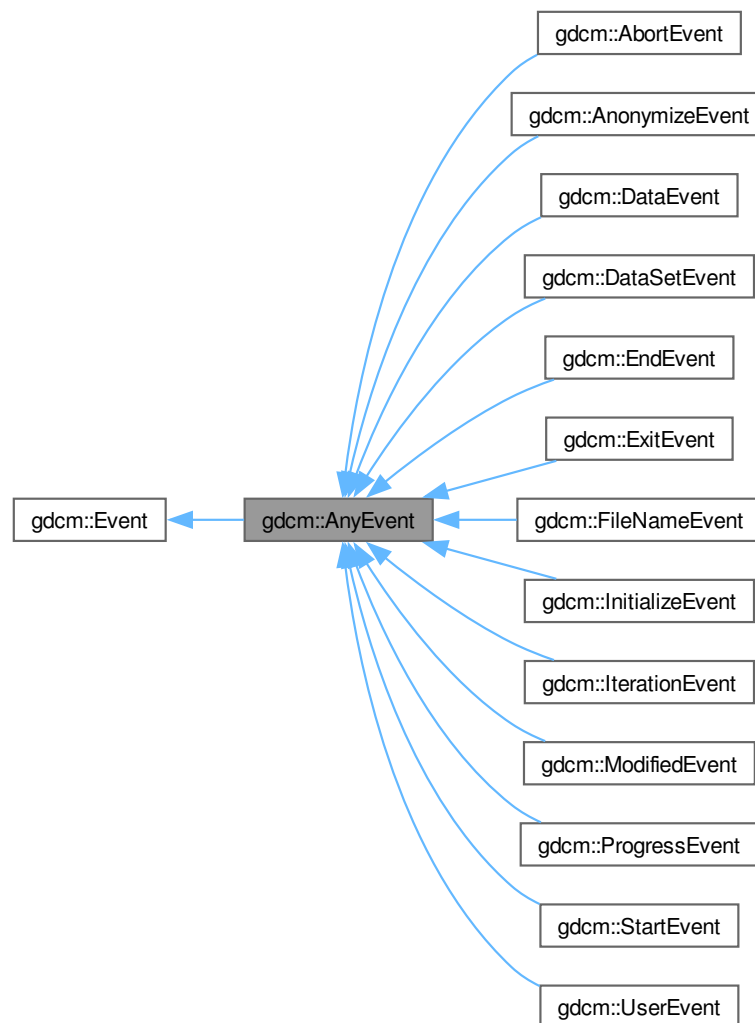 gdcm::AbortEvent
gdcm::AnonymizeEvent
gdcm::DataEvent
gdcm::DataSetEvent
gdcm::EndEvent
gdcm::ExitEvent
gdcm::Event
gdcm::AnyEvent
gdcm::FileNameEvent
gdcm::InitializeEvent
gdcm::IterationEvent
gdcm::ModifiedEvent
gdcm::ProgressEvent
gdcm::StartEvent
gdcm::UserEvent